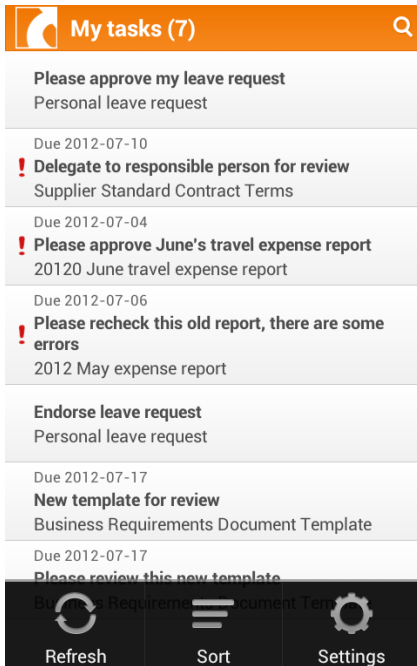 My tasks (7)
Please approve my leave request
Personal leave request
Due 2012-07-10
Delegate to responsible person for review
Supplier Standard Contract Terms
Due 2012-07-04
Please approve June's travel expense report
20120 June travel expense report
Due 2012-07-06
Please recheck this old report, there are some
errors
2012 May expense report
Endorse leave request
Personal leave request
Due 2012-07-17
New template for review
Business Requirements Document Template
Due 2012-07-17
Please review this new template
Business Requirements Document Template
Refresh Sort Settings